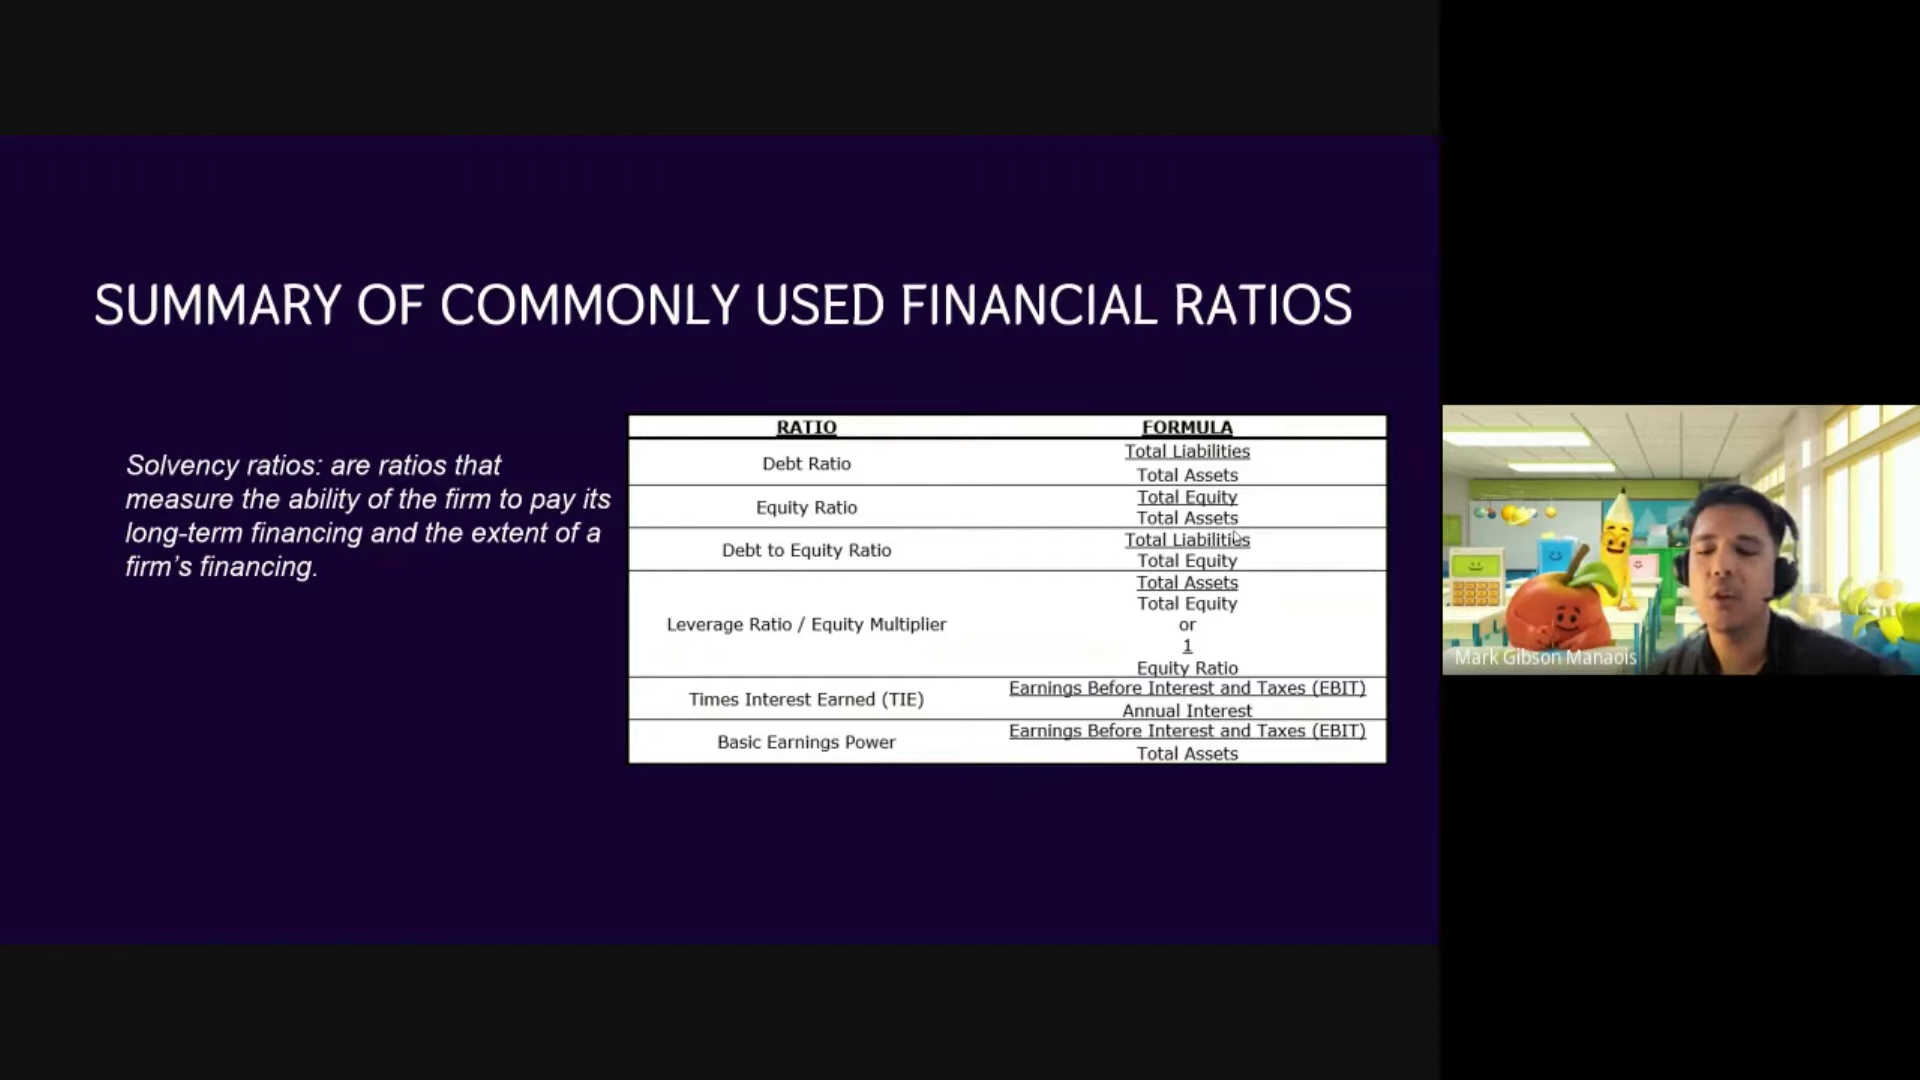 SUMMARY OF COMMONLY USED FINANCIAL RATIOS
Solvency ratios: are ratios that
measure the ability of the firm to pay its
long-term financing and the extent of a
firm's financing.
RATIO FORMULA
Debt Ratio
Total Liabilities
Total Assets
Equity Ratio
Total Equity
Total Assets
Debt to Equity Ratio
Total Liabilities
Total Equity
Leverage Ratio / Equity Multiplier
Total Assets
Total Equity
or
1
Equity Ratio
Times Interest Earned (TIE)
Earnings Before Interest and Taxes (EBIT)
Annual Interest
Basic Earnings Power
Earnings Before Interest and Taxes (EBIT)
Total Assets
Mark Gibson Manaois